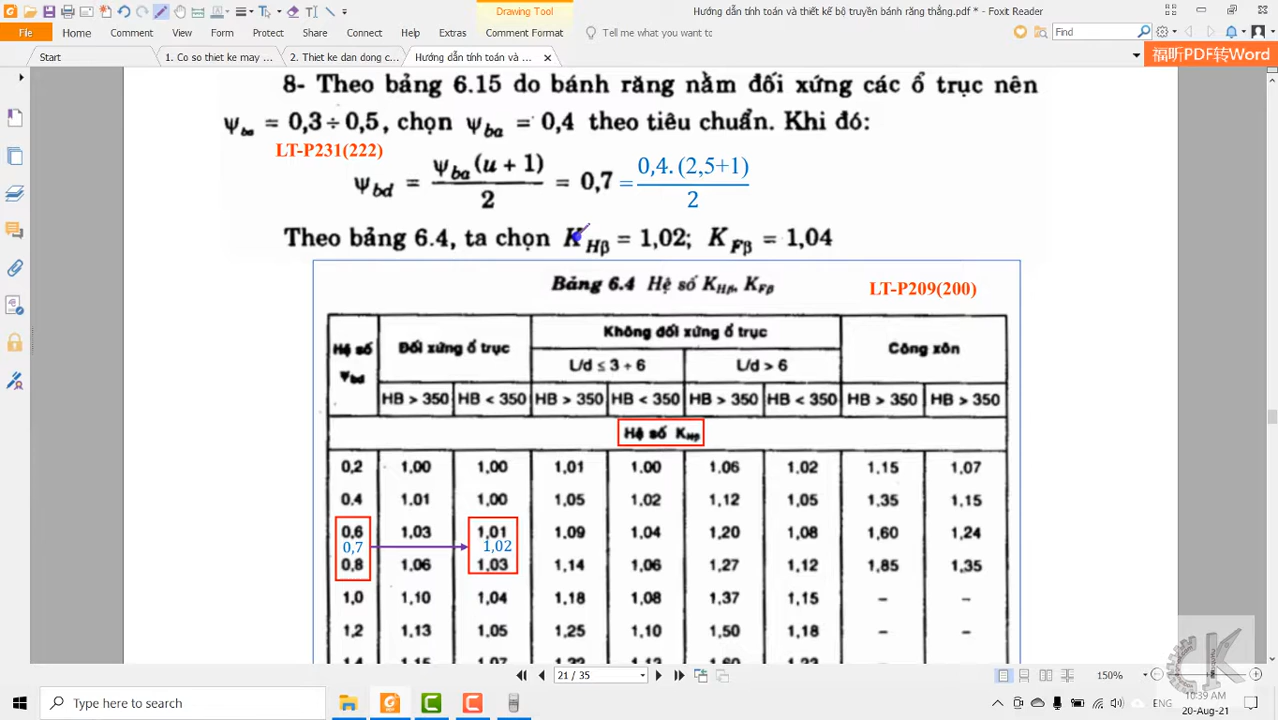 Drawing Tool
Hướng dẫn tính toán và thiết kế bộ truyền bánh răng thẳng.pdf * - Foxit Reader
File Home Comment View Form Protect Share Connect Help Extras Comment Format Tell me what you want to do... Find
Start 1. Co so thiet ke may ... 2. Thiet ke dan dong c... Hướng dẫn tính toán và ... 福昕PDF转Word
8- Theo bảng 6.15 do bánh răng nằm đối xứng các ổ trục nên
ψba = 0,3 ÷ 0,5, chọn ψba = 0,4 theo tiêu chuẩn. Khi đó:
LT-P231(222)
ψbd = ψba (u + 1) / 2 = 0,7 = 0,4. (2,5+1) / 2
Theo bảng 6.4, ta chọn KHβ = 1,02; KFβ = 1,04
Bảng 6.4 Hệ số KHβ, KFβ LT-P209(200)
Hệ số ψbd Đối xứng ổ trục Không đối xứng ổ trục Công xôn
L/d ≤ 3 ÷ 6 L/d > 6
HB > 350 HB < 350 HB > 350 HB < 350 HB > 350 HB < 350 HB > 350 HB > 350
Hệ số KHβ
0,2 1,00 1,00 1,01 1.00 1,06 1,02 1,15 1,07
0,4 1.01 1,00 1,05 1,02 1,12 1,05 1,35 1,15
0,6 1,03 1,01 1.09 1,04 1,20 1,08 1,60 1,24
0,7 1,02
0,8 1,06 1,03 1,14 1,06 1,27 1,12 1,85 1,35
1,0 1,10 1,04 1,18 1,08 1,37 1,15 – –
1,2 1,13 1,05 1,25 1,10 1,50 1,18 – –
21 / 35 150%
Type here to search ENG 10:39 AM
20-Aug-21